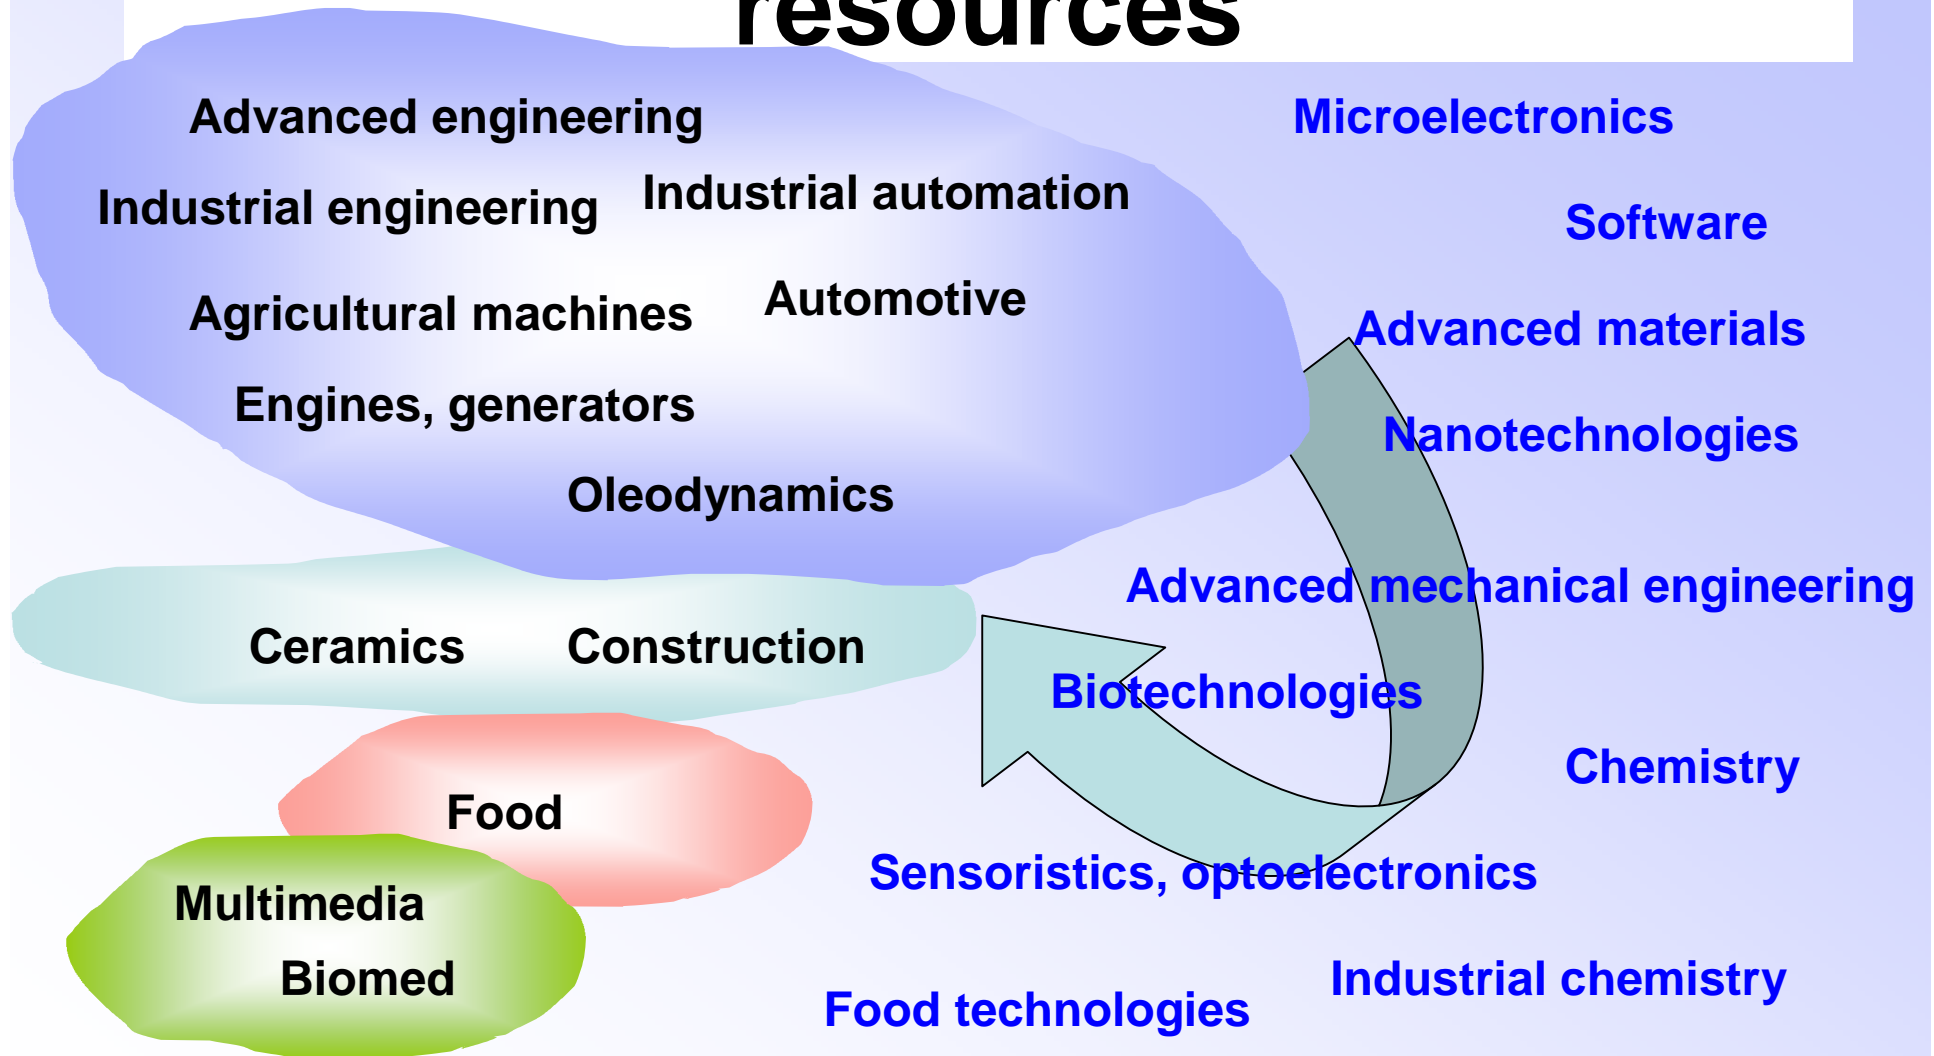 resources
Advanced engineering
Microelectronics
Industrial engineering
Industrial automation
Software
Agricultural machines
Automotive
Advanced materials
Engines, generators
Nanotechnologies
Oleodynamics
Advanced mechanical engineering
Ceramics
Construction
Biotechnologies
Chemistry
Food
Sensoristics, optoelectronics
Multimedia
Biomed
Industrial chemistry
Food technologies